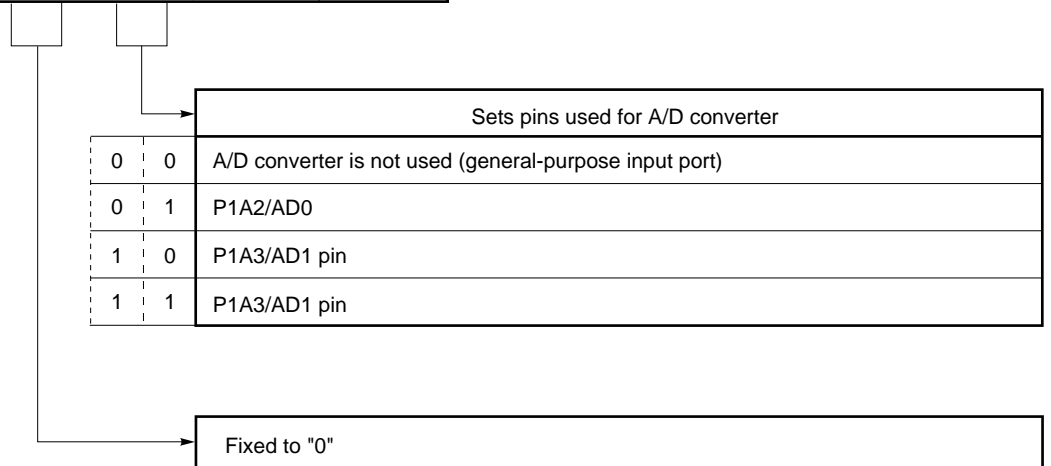 Sets pins used for A/D converter
0 0 A/D converter is not used (general-purpose input port)
0 1 P1A2/AD0
1 0 P1A3/AD1 pin
1 1 P1A3/AD1 pin
Fixed to "0"